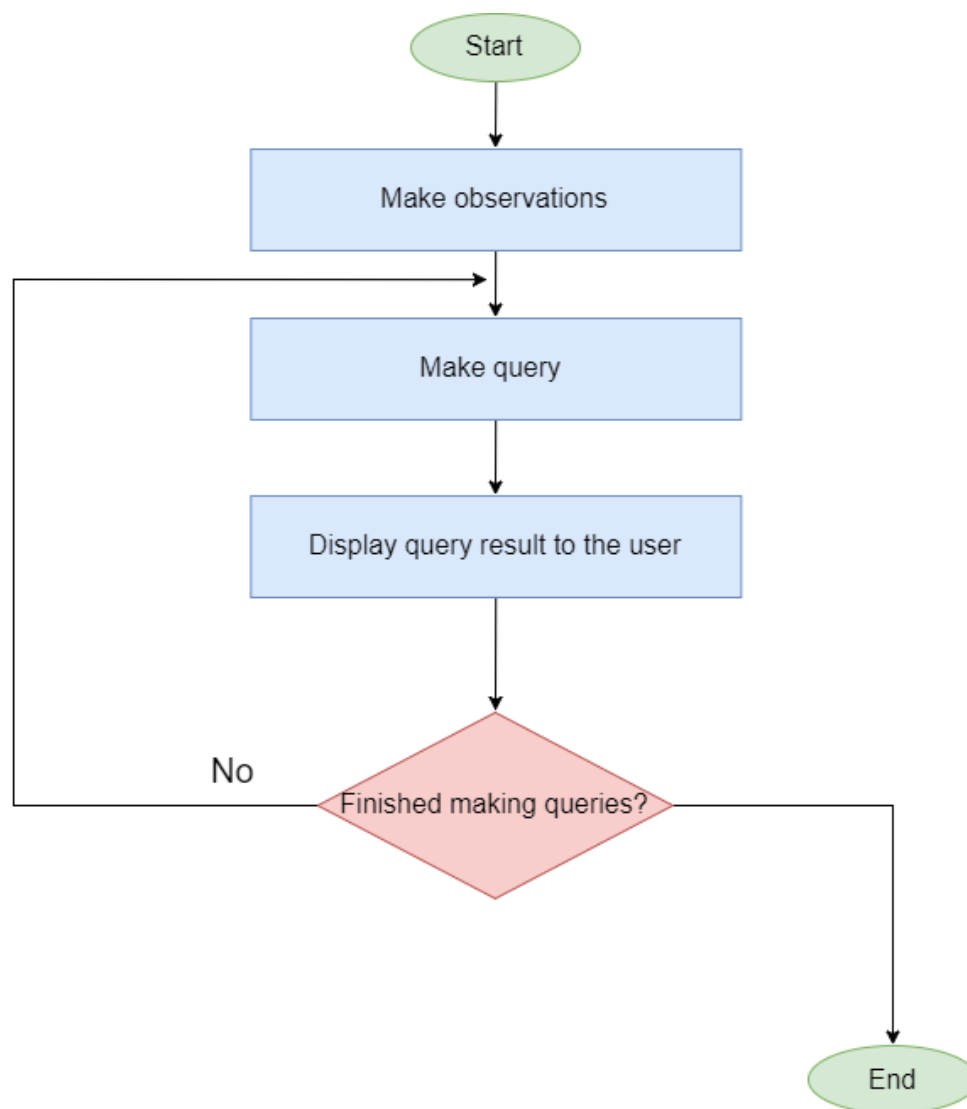 Start
Make observations
Make query
Display query result to the user
No
Finished making queries?
End